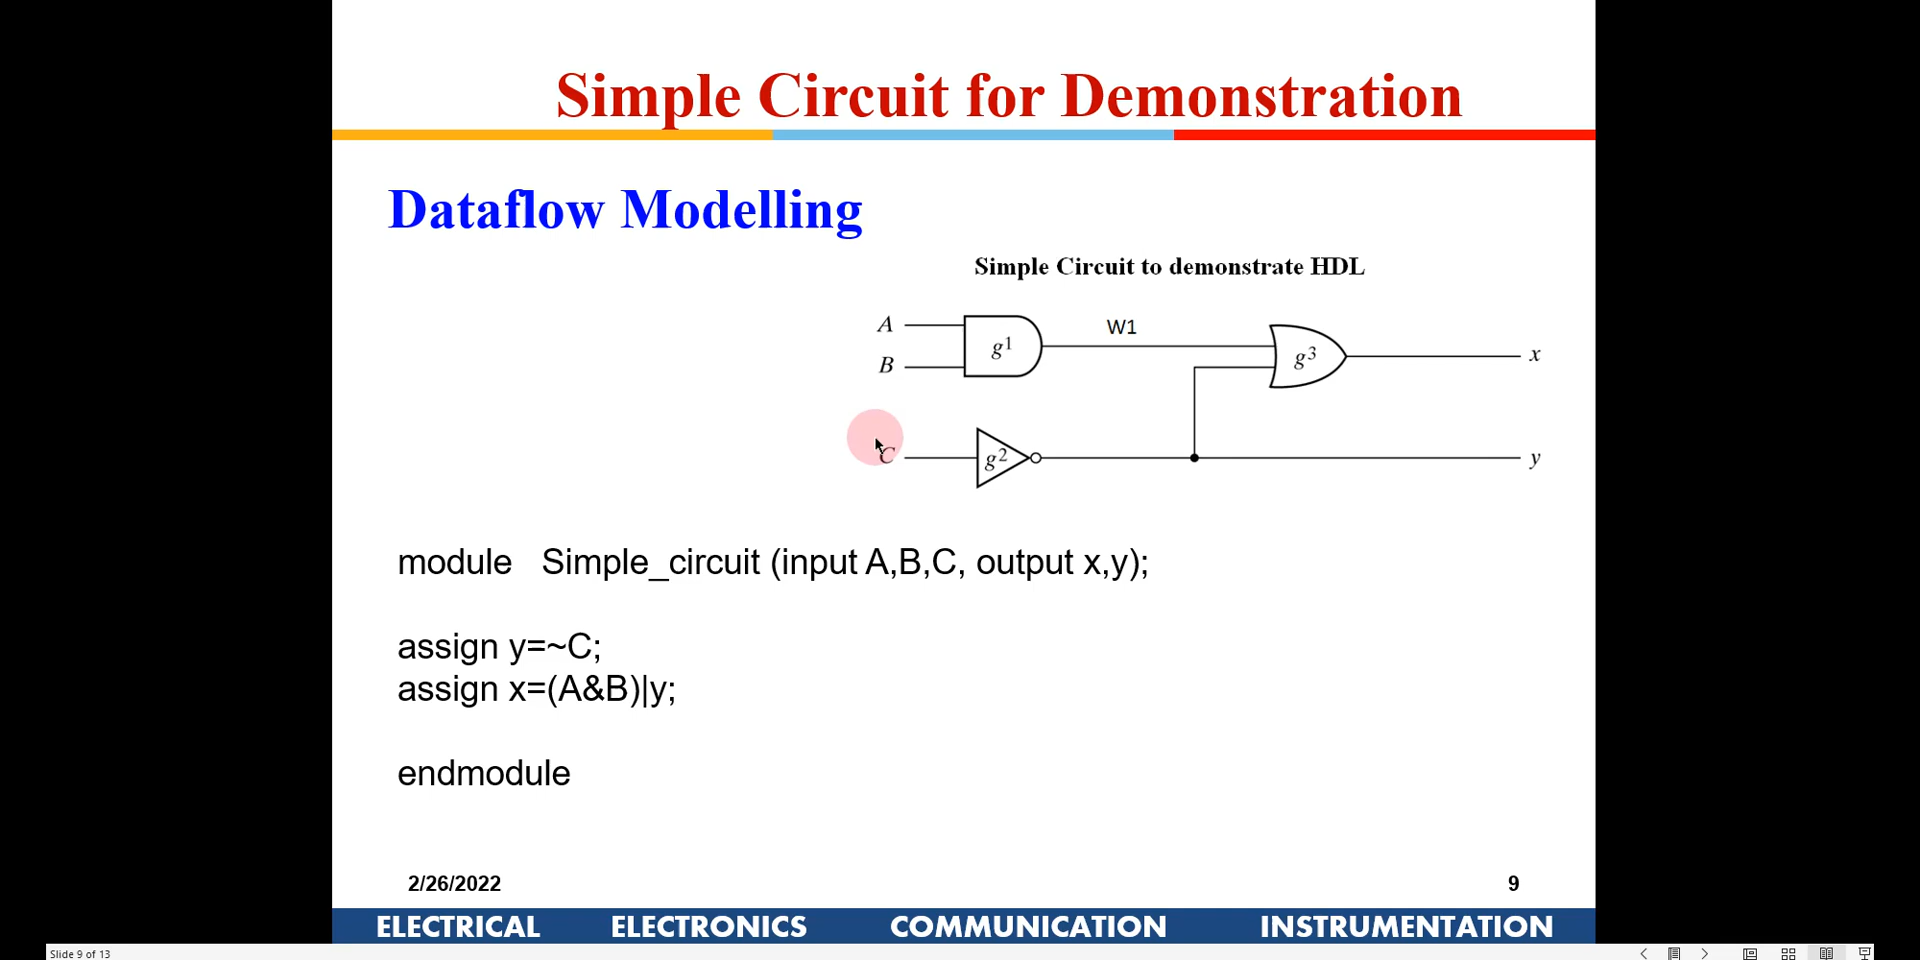 Simple Circuit for Demonstration
Dataflow Modelling
Simple Circuit to demonstrate HDL
A
B
g1
W1
g3
x
C
g2
y
module Simple_circuit (input A,B,C, output x,y);
assign y=~C;
assign x=(A&B)|y;
endmodule
2/26/2022
9
ELECTRICAL ELECTRONICS COMMUNICATION INSTRUMENTATION
Slide 9 of 13